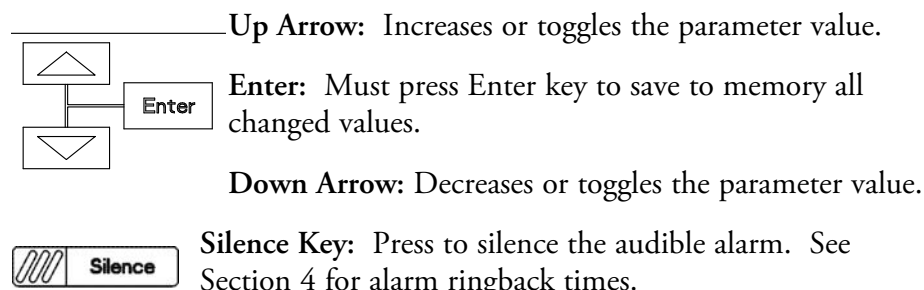 Up Arrow: Increases or toggles the parameter value.
Enter
Enter: Must press Enter key to save to memory all
changed values.
Down Arrow: Decreases or toggles the parameter value.
Silence
Silence Key: Press to silence the audible alarm. See
Section 4 for alarm ringback times.